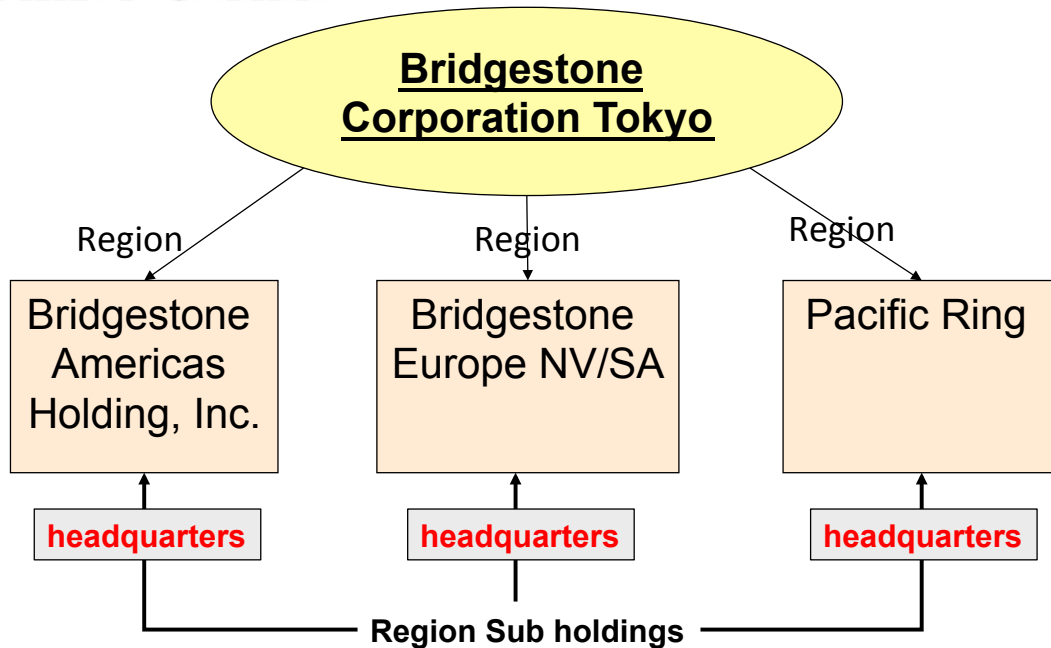 Bridgestone
Corporation Tokyo
Region
Region
Region
Bridgestone
Americas
Holding, Inc.
Bridgestone
Europe NV/SA
Pacific Ring
headquarters
headquarters
headquarters
Region Sub holdings